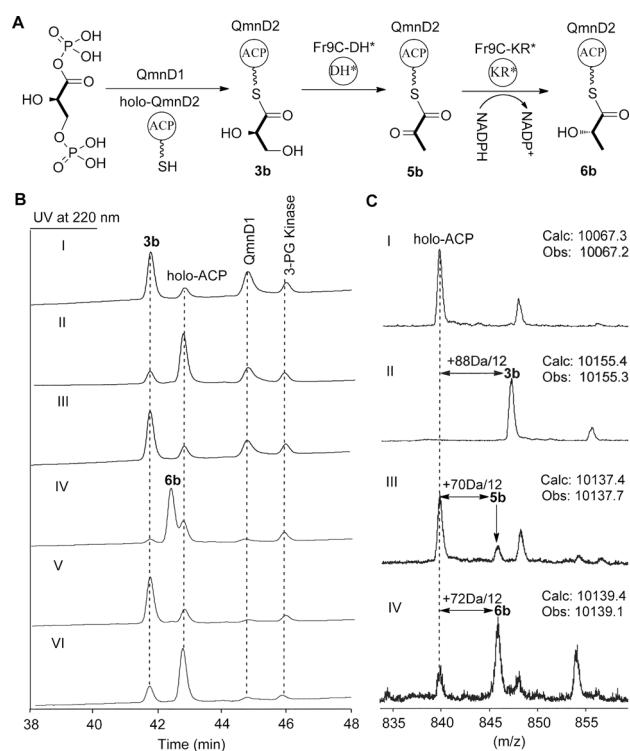 A
QmnD1
holo-QmnD2
ACP
SH
QmnD2
ACP
S
O
HO
OH
3b
Fr9C-DH*
DH*
QmnD2
ACP
S
O
O
5b
Fr9C-KR*
KR*
NADPH
NADP+
QmnD2
ACP
S
O
HO
6b
O OH
P
OH
O
O
HO
O
O P OH
OH
B
UV at 220 nm
3b
holo-ACP
QmnD1
3-PG Kinase
I
II
III
IV
6b
V
VI
38 40 42 44 46 48
Time (min)
C
I
holo-ACP
Calc: 10067.3
Obs: 10067.2
II
+88Da/12
3b
Calc: 10155.4
Obs: 10155.3
III
+70Da/12
5b
Calc: 10137.4
Obs: 10137.7
IV
+72Da/12
6b
Calc: 10139.4
Obs: 10139.1
835 840 845 850 855
(m/z)